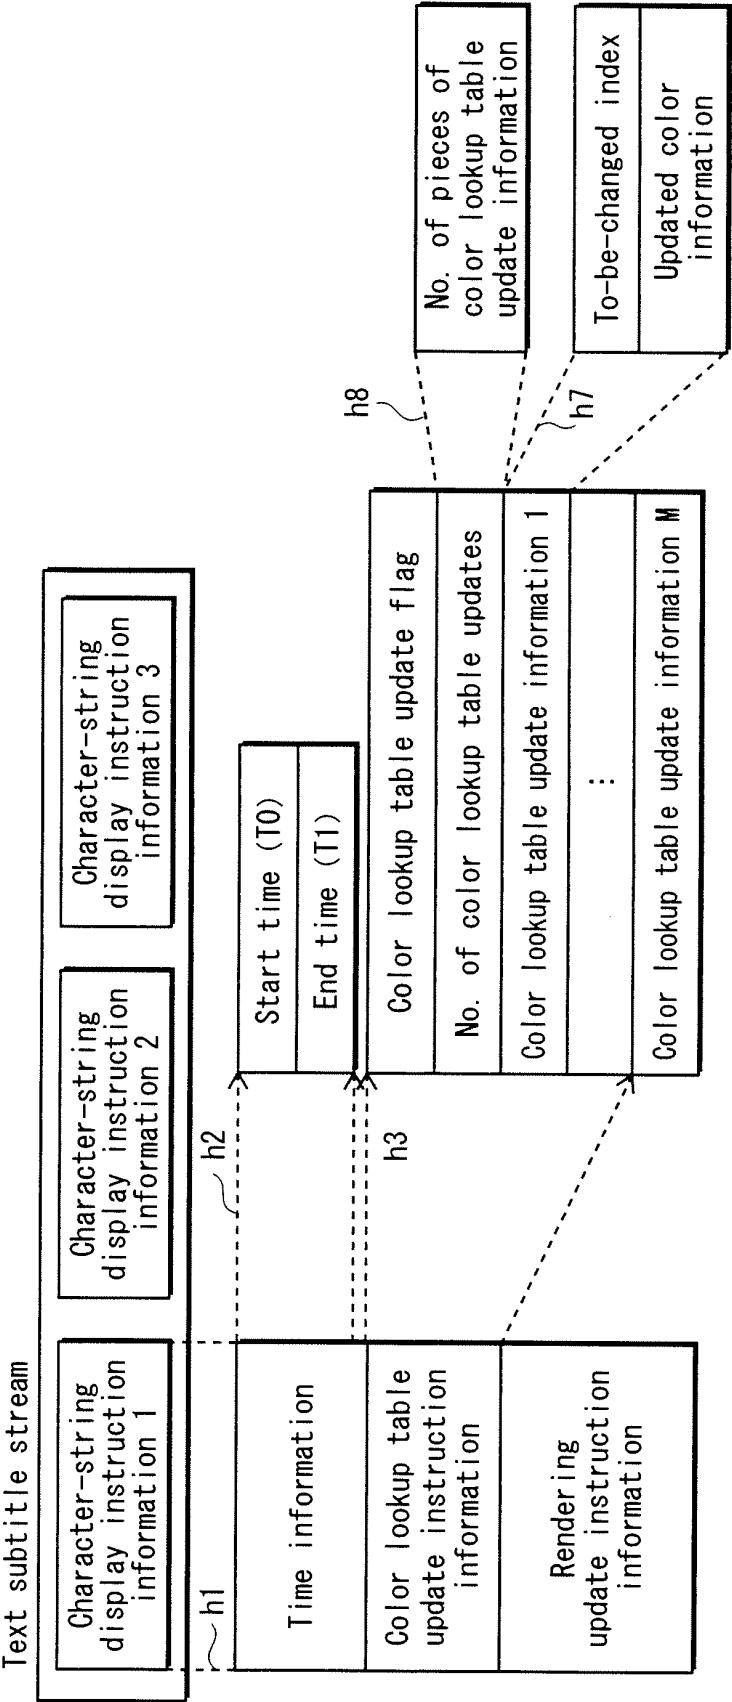 Text subtitle stream
Character-string
display instruction
information 1
Character-string
display instruction
information 2
Character-string
display instruction
information 3
h1
h2
Time information
Color lookup table
update instruction
information
Rendering
update instruction
information
Start time (T0)
End time (T1)
h3
Color lookup table update flag
No. of color lookup table updates
Color lookup table update information 1
⋮
Color lookup table update information M
h8
h7
No. of pieces of
color lookup table
update information
To-be-changed index
Updated color
information